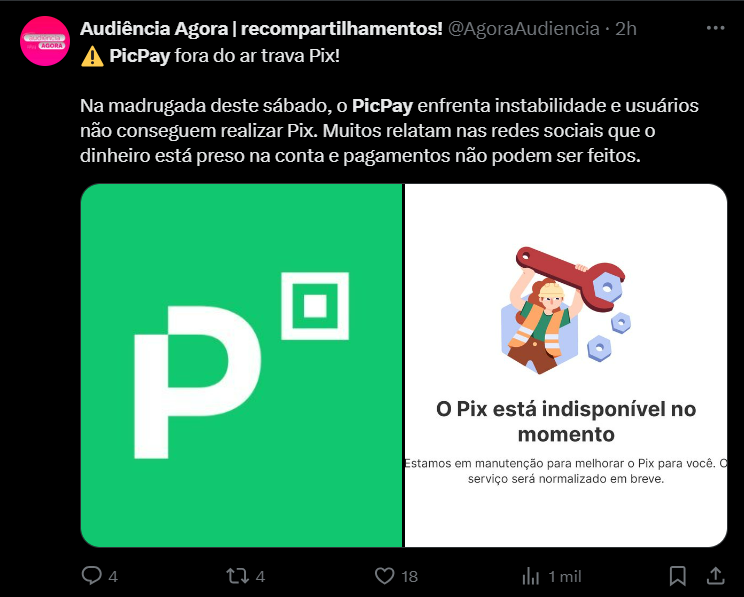 Audiência Agora | recompartilhamentos! @AgoraAudiencia · 2h
⚠️ PicPay fora do ar trava Pix!
Na madrugada deste sábado, o PicPay enfrenta instabilidade e usuários
não conseguem realizar Pix. Muitos relatam nas redes sociais que o
dinheiro está preso na conta e pagamentos não podem ser feitos.
O Pix está indisponível no
momento
Estamos em manutenção para melhorar o Pix para você. O
serviço será normalizado em breve.
4 4 18 1 mil